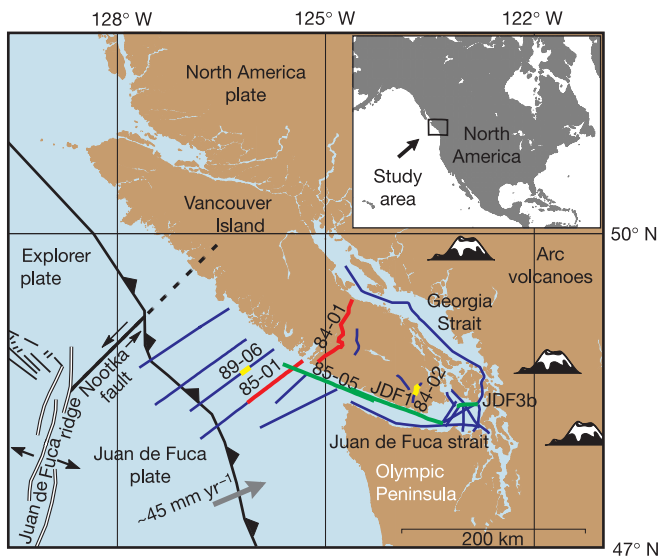 128° W
125° W
122° W
North America
plate
North
America
Study
area
Vancouver
Island
50° N
Explorer
plate
Arc
volcanoes
Georgia
Strait
84-01
Nootka
fault
89-06
85-01
85-05
JDF1
84-02
JDF3b
Juan de Fuca ridge
Juan de Fuca strait
Juan de Fuca
plate
Olympic
Peninsula
~45 mm yr⁻¹
200 km
47° N